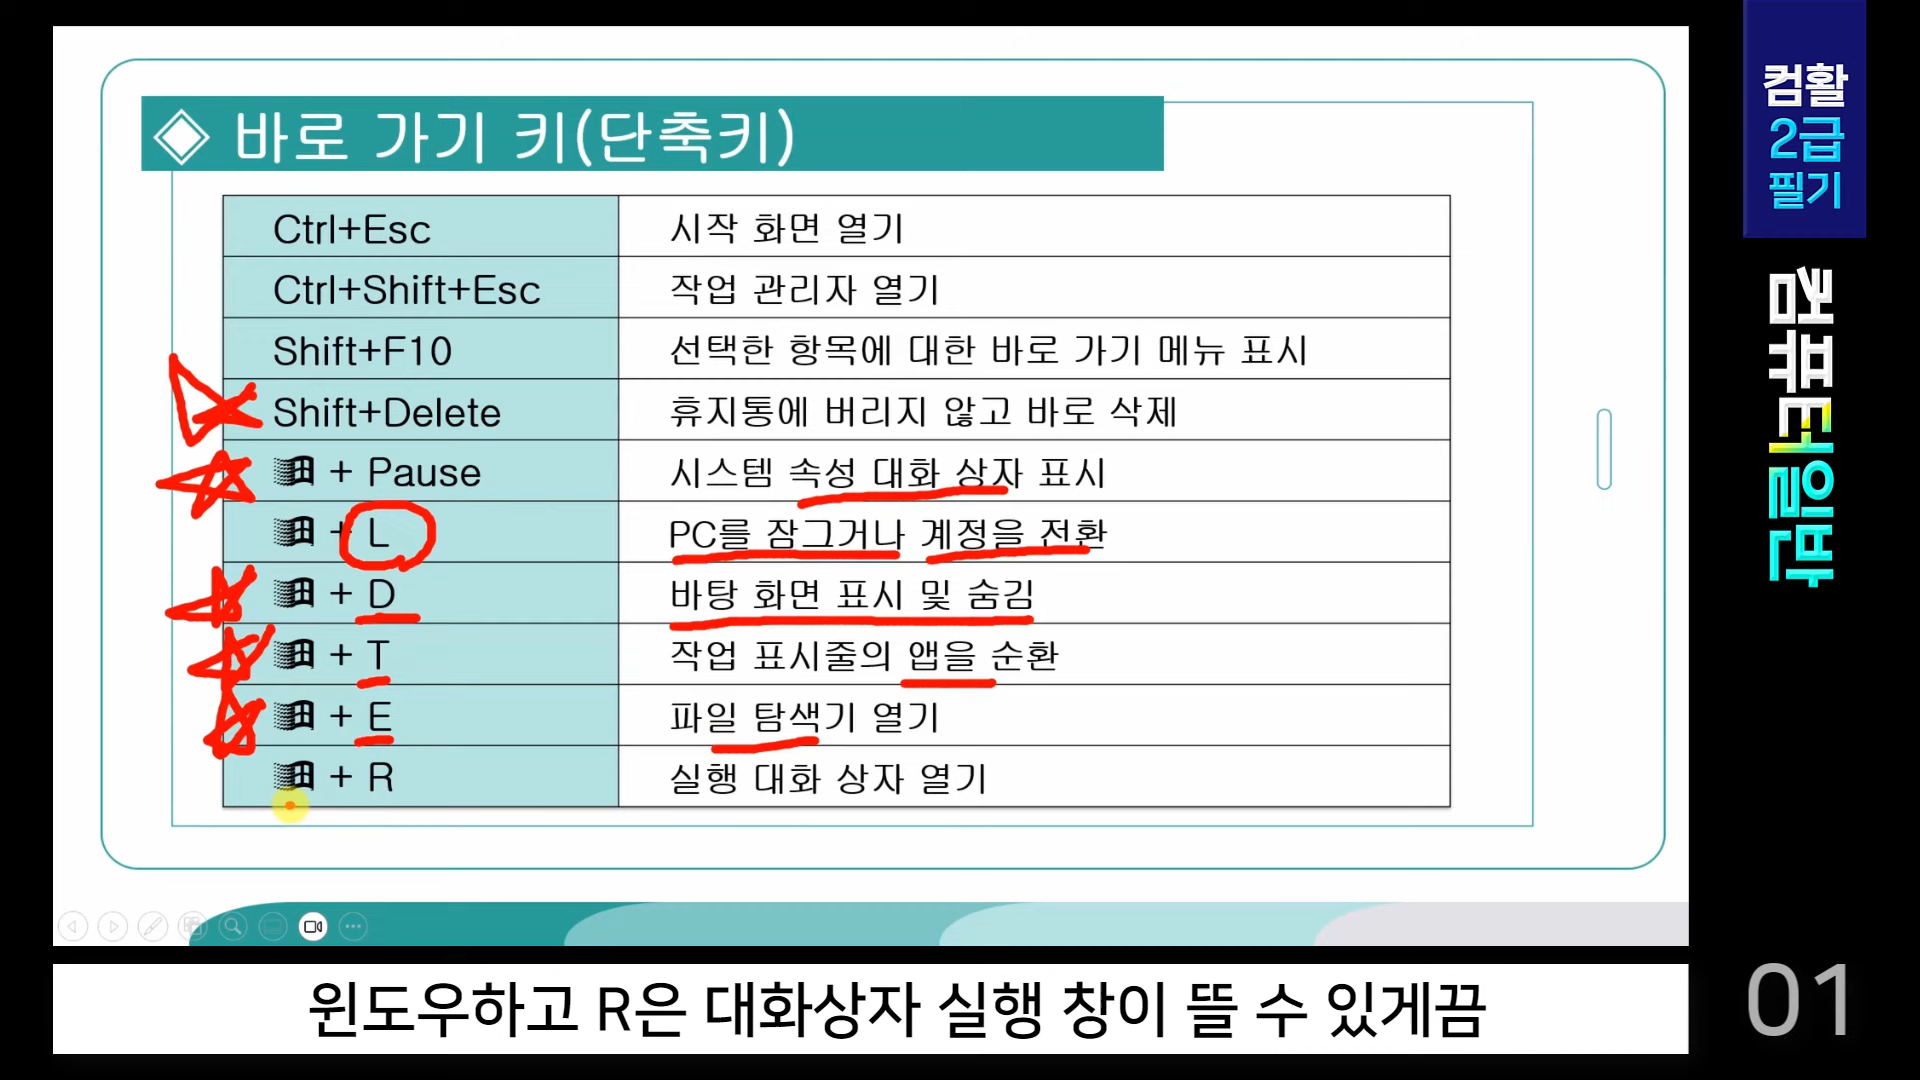 바로 가기 키(단축키)
Ctrl+Esc 시작 화면 열기
Ctrl+Shift+Esc 작업 관리자 열기
Shift+F10 선택한 항목에 대한 바로 가기 메뉴 표시
Shift+Delete 휴지통에 버리지 않고 바로 삭제
+ Pause 시스템 속성 대화 상자 표시
+ L PC를 잠그거나 계정을 전환
+ D 바탕 화면 표시 및 숨김
+ T 작업 표시줄의 앱을 순환
+ E 파일 탐색기 열기
+ R 실행 대화 상자 열기
윈도우하고 R은 대화상자 실행 창이 뜰 수 있게끔
컴활
2급
필기
컴퓨터일반
01